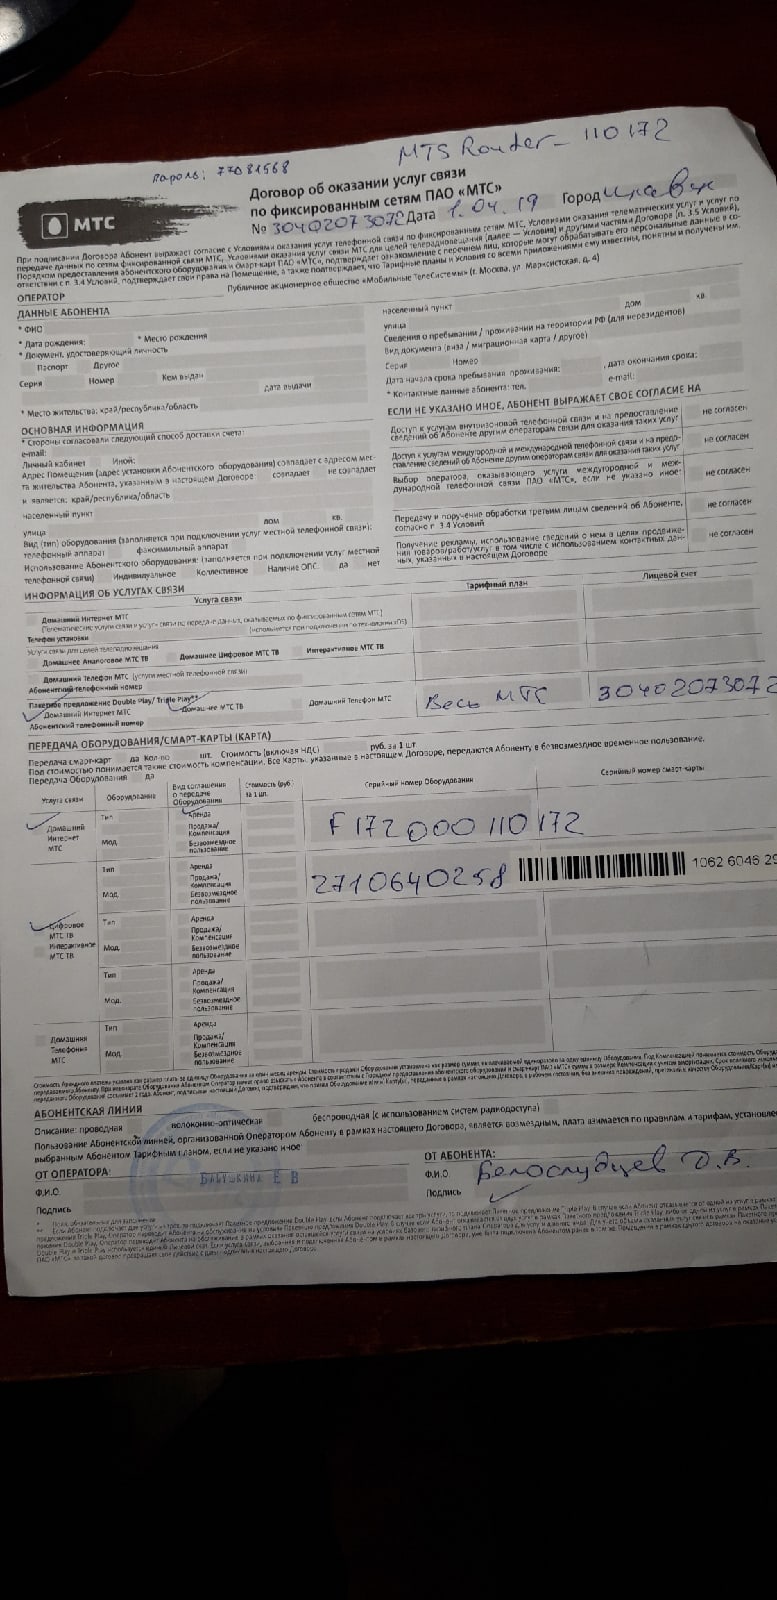 MTS Router - 110172
Пароль: 77081568
МТС
Договор об оказании услуг связи
по фиксированным сетям ПАО «МТС»
№ 30402073072 Дата 1.04.19 Город
При подписании Договора Абонент выражает согласие с Условиями оказания услуг телефонной связи по фиксированным сетям МТС, Условиями оказания телематических услуг и услуг по
передаче данных по сетям фиксированной связи МТС, Условиями оказания услуг связи МТС для целей телерадиовещания (далее — Условия) и другими частями Договора (п. 3.5 Условий),
Порядком предоставления абонентского оборудования и Смарт-карт ПАО «МТС», подтверждает ознакомление с перечнем лиц, которые могут обрабатывать его персональные данные в со-
ответствии с п. 3.4 Условий, подтверждает свои права на Помещение, а также подтверждает, что Тарифные планы и Условия со всеми приложениями ему известны, понятны и получены им.
ОПЕРАТОР Публичное акционерное общество «Мобильные ТелеСистемы» (г. Москва, ул. Марксистская, д. 4)
ДАННЫЕ АБОНЕНТА
* ФИО
* Дата рождения: * Место рождения
* Документ, удостоверяющий личность
Паспорт Другое
Серия Номер Кем выдан
дата выдачи
* Место жительства: край/республика/область
населенный пункт
улица дом кв.
Сведения о пребывании / проживании на территории РФ (для нерезидентов)
Вид документа (виза / миграционная карта / другое)
Серия Номер
Дата начала срока пребывания проживания: , дата окончания срока:
* Контактные данные абонента: тел. e-mail:
ОСНОВНАЯ ИНФОРМАЦИЯ
* Стороны согласовали следующий способ доставки счета:
e-mail:
Личный кабинет Иной:
Адрес Помещения (адрес установки Абонентского оборудования) совпадает с адресом мес-
та жительства Абонента, указанным в настоящем Договоре совпадает не совпадает
и является: край/республика/область
населенный пункт
улица дом кв.
Вид (тип) оборудования (заполняется при подключении услуг местной телефонной связи):
телефонный аппарат факсимильный аппарат
Использование Абонентского оборудования: (заполняется при подключении услуг местной
телефонной связи) Индивидуальное Коллективное Наличие ОПС: да нет
ЕСЛИ НЕ УКАЗАНО ИНОЕ, АБОНЕНТ ВЫРАЖАЕТ СВОЕ СОГЛАСИЕ НА
Доступ к услугам внутризоновой телефонной связи и на предоставление
сведений об Абоненте другим операторам связи для оказания таких услуг не согласен
Доступ к услугам междугородной и международной телефонной связи и на предо-
ставление сведений об Абоненте другим операторам связи для оказания таких услуг не согласен
Выбор оператора, оказывающего услуги междугородной и меж-
дународной телефонной связи ПАО «МТС», если не указано иное: не согласен
Передачу и поручение обработки третьим лицам сведений об Абоненте,
согласно п. 3.4 Условий не согласен
Получение рекламы, использование сведений о нем в целях продвиже-
ния товаров/работ/услуг в том числе с использованием контактных дан-
ных, указанных в настоящем Договоре не согласен
ИНФОРМАЦИЯ ОБ УСЛУГАХ СВЯЗИ
Услуга связи Тарифный план Лицевой счет
Домашний Интернет МТС
(Телематические услуги связи и услуги связи по передаче данных, оказываемых по фиксированным сетям МТС)
Телефон установки (используется при подключении по технологии xDSL)
Услуги связи для целей телерадиовещания
Домашнее Аналоговое МТС ТВ Домашнее Цифровое МТС ТВ Интерактивное МТС ТВ
Домашний Телефон МТС (услуги местной телефонной связи)
Абонентский телефонный номер
Пакетное предложение Double Play/ Triple Play**
Домашний Интернет МТС Домашнее МТС ТВ Домашний Телефон МТС Весь МТС 30402073072
Абонентский телефонный номер
ПЕРЕДАЧА ОБОРУДОВАНИЯ/СМАРТ-КАРТЫ (КАРТА)
Передача смарт-карт да Кол-во шт. Стоимость (включая НДС) руб. за 1 шт
Под стоимостью понимается также стоимость компенсации. Все Карты, указанные в настоящем Договоре, передаются Абоненту в безвозмездное временное пользование.
Передача Оборудования да
Услуга связи Оборудование Вид соглашения о передаче Оборудования Стоимость (руб.) за 1 шт. Серийный номер Оборудования Серийный номер смарт-карты
Домашний Интернет МТС
Тип Аренда
Продажа/Компенсация
Мод. Безвозмездное пользование
F172000110172
Тип Аренда
Продажа/Компенсация
Мод. Безвозмездное пользование
2710640258 1062 6046 29
Цифровое МТС ТВ
Интерактивное МТС ТВ
Тип Аренда
Продажа/Компенсация
Мод. Безвозмездное пользование
Тип Аренда
Продажа/Компенсация
Мод. Безвозмездное пользование
Домашняя Телефония МТС
Тип Аренда
Продажа/Компенсация
Мод. Безвозмездное пользование
АБОНЕНТСКАЯ ЛИНИЯ
Описание: проводная волоконно-оптическая беспроводная (с использованием систем радиодоступа)
Пользование Абонентской линией, организованной Оператором Абоненту в рамках настоящего Договора, является возмездным, плата взимается по правилам и тарифам,
выбранным Абонентом Тарифным планом, если не указано иное
ОТ ОПЕРАТОРА: ОТ АБОНЕНТА:
Ф.И.О. БАБУШКИНА Е В Ф.И.О. Белослудцев Д.В.
Подпись Подпись